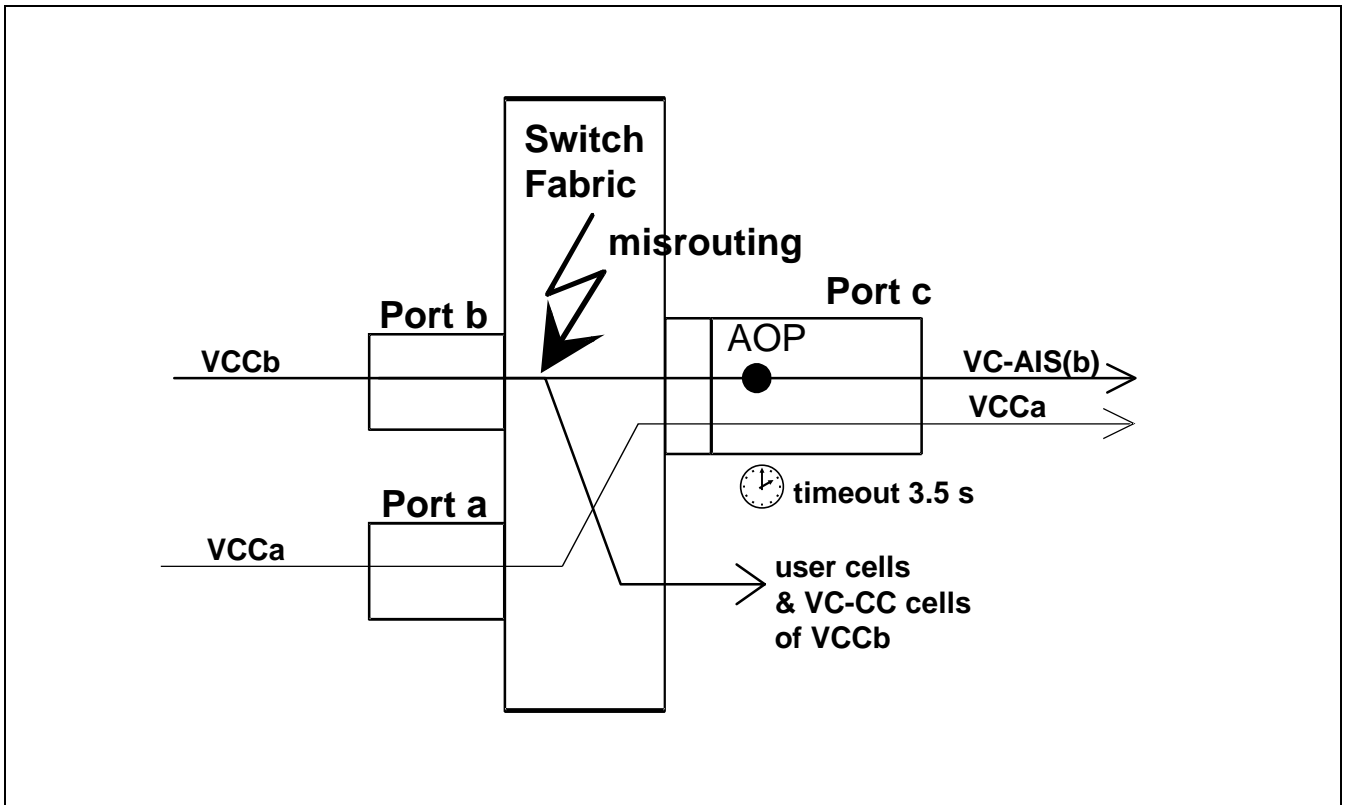 Switch
Fabric
misrouting
Port c
Port b
AOP
VCCb
VC-AIS(b)
VCCa
timeout 3.5 s
Port a
VCCa
user cells
& VC-CC cells
of VCCb